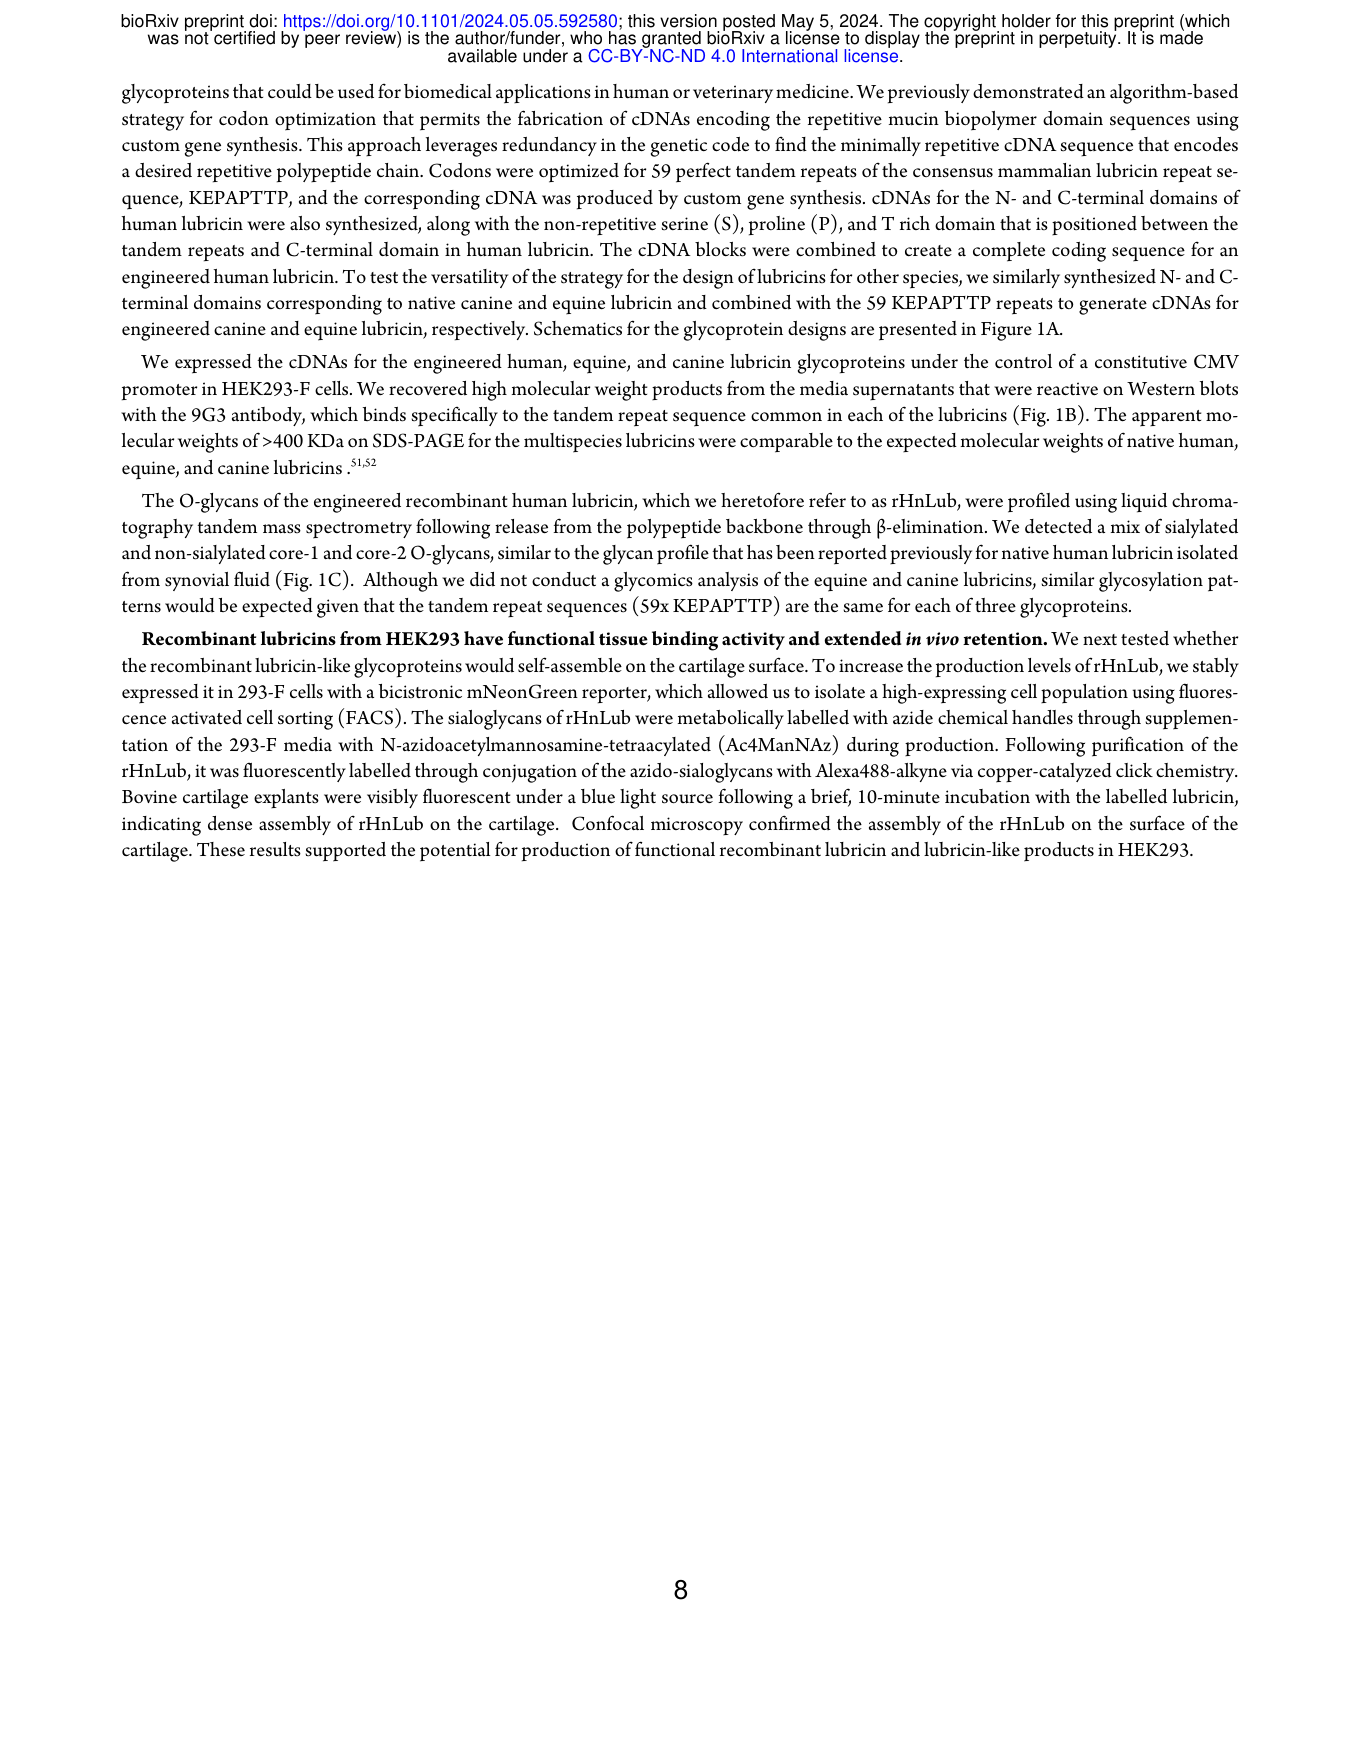 bioRxiv preprint doi: https://doi.org/10.1101/2024.05.05.592580; this version posted May 5, 2024. The copyright holder for this preprint (which
was not certified by peer review) is the author/funder, who has granted bioRxiv a license to display the preprint in perpetuity. It is made
available under a CC-BY-NC-ND 4.0 International license.
glycoproteins that could be used for biomedical applications in human or veterinary medicine. We previously demonstrated an algorithm-based
strategy for codon optimization that permits the fabrication of cDNAs encoding the repetitive mucin biopolymer domain sequences using
custom gene synthesis. This approach leverages redundancy in the genetic code to find the minimally repetitive cDNA sequence that encodes
a desired repetitive polypeptide chain. Codons were optimized for 59 perfect tandem repeats of the consensus mammalian lubricin repeat se-
quence, KEPAPTTP, and the corresponding cDNA was produced by custom gene synthesis. cDNAs for the N- and C-terminal domains of
human lubricin were also synthesized, along with the non-repetitive serine (S), proline (P), and T rich domain that is positioned between the
tandem repeats and C-terminal domain in human lubricin. The cDNA blocks were combined to create a complete coding sequence for an
engineered human lubricin. To test the versatility of the strategy for the design of lubricins for other species, we similarly synthesized N- and C-
terminal domains corresponding to native canine and equine lubricin and combined with the 59 KEPAPTTP repeats to generate cDNAs for
engineered canine and equine lubricin, respectively. Schematics for the glycoprotein designs are presented in Figure 1A.
We expressed the cDNAs for the engineered human, equine, and canine lubricin glycoproteins under the control of a constitutive CMV
promoter in HEK293-F cells. We recovered high molecular weight products from the media supernatants that were reactive on Western blots
with the 9G3 antibody, which binds specifically to the tandem repeat sequence common in each of the lubricins (Fig. 1B). The apparent mo-
lecular weights of >400 KDa on SDS-PAGE for the multispecies lubricins were comparable to the expected molecular weights of native human,
equine, and canine lubricins .51,52
The O-glycans of the engineered recombinant human lubricin, which we heretofore refer to as rHnLub, were profiled using liquid chroma-
tography tandem mass spectrometry following release from the polypeptide backbone through β-elimination. We detected a mix of sialylated
and non-sialylated core-1 and core-2 O-glycans, similar to the glycan profile that has been reported previously for native human lubricin isolated
from synovial fluid (Fig. 1C).  Although we did not conduct a glycomics analysis of the equine and canine lubricins, similar glycosylation pat-
terns would be expected given that the tandem repeat sequences (59x KEPAPTTP) are the same for each of three glycoproteins.
Recombinant lubricins from HEK293 have functional tissue binding activity and extended in vivo retention. We next tested whether
the recombinant lubricin-like glycoproteins would self-assemble on the cartilage surface. To increase the production levels of rHnLub, we stably
expressed it in 293-F cells with a bicistronic mNeonGreen reporter, which allowed us to isolate a high-expressing cell population using fluores-
cence activated cell sorting (FACS). The sialoglycans of rHnLub were metabolically labelled with azide chemical handles through supplemen-
tation of the 293-F media with N-azidoacetylmannosamine-tetraacylated (Ac4ManNAz) during production. Following purification of the
rHnLub, it was fluorescently labelled through conjugation of the azido-sialoglycans with Alexa488-alkyne via copper-catalyzed click chemistry.
Bovine cartilage explants were visibly fluorescent under a blue light source following a brief, 10-minute incubation with the labelled lubricin,
indicating dense assembly of rHnLub on the cartilage.  Confocal microscopy confirmed the assembly of the rHnLub on the surface of the
cartilage. These results supported the potential for production of functional recombinant lubricin and lubricin-like products in HEK293.
8